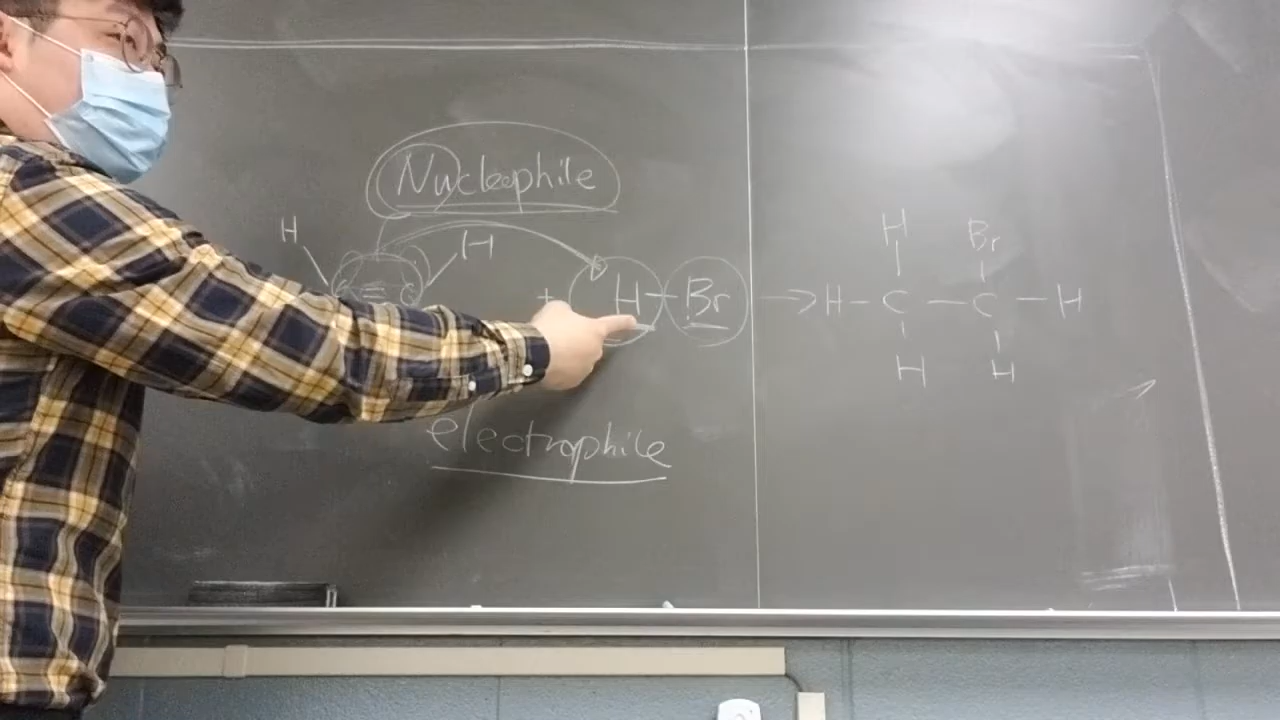 Nucleophile
H H
= C + H-Br → H-C-C-H
H Br
H H
electrophile